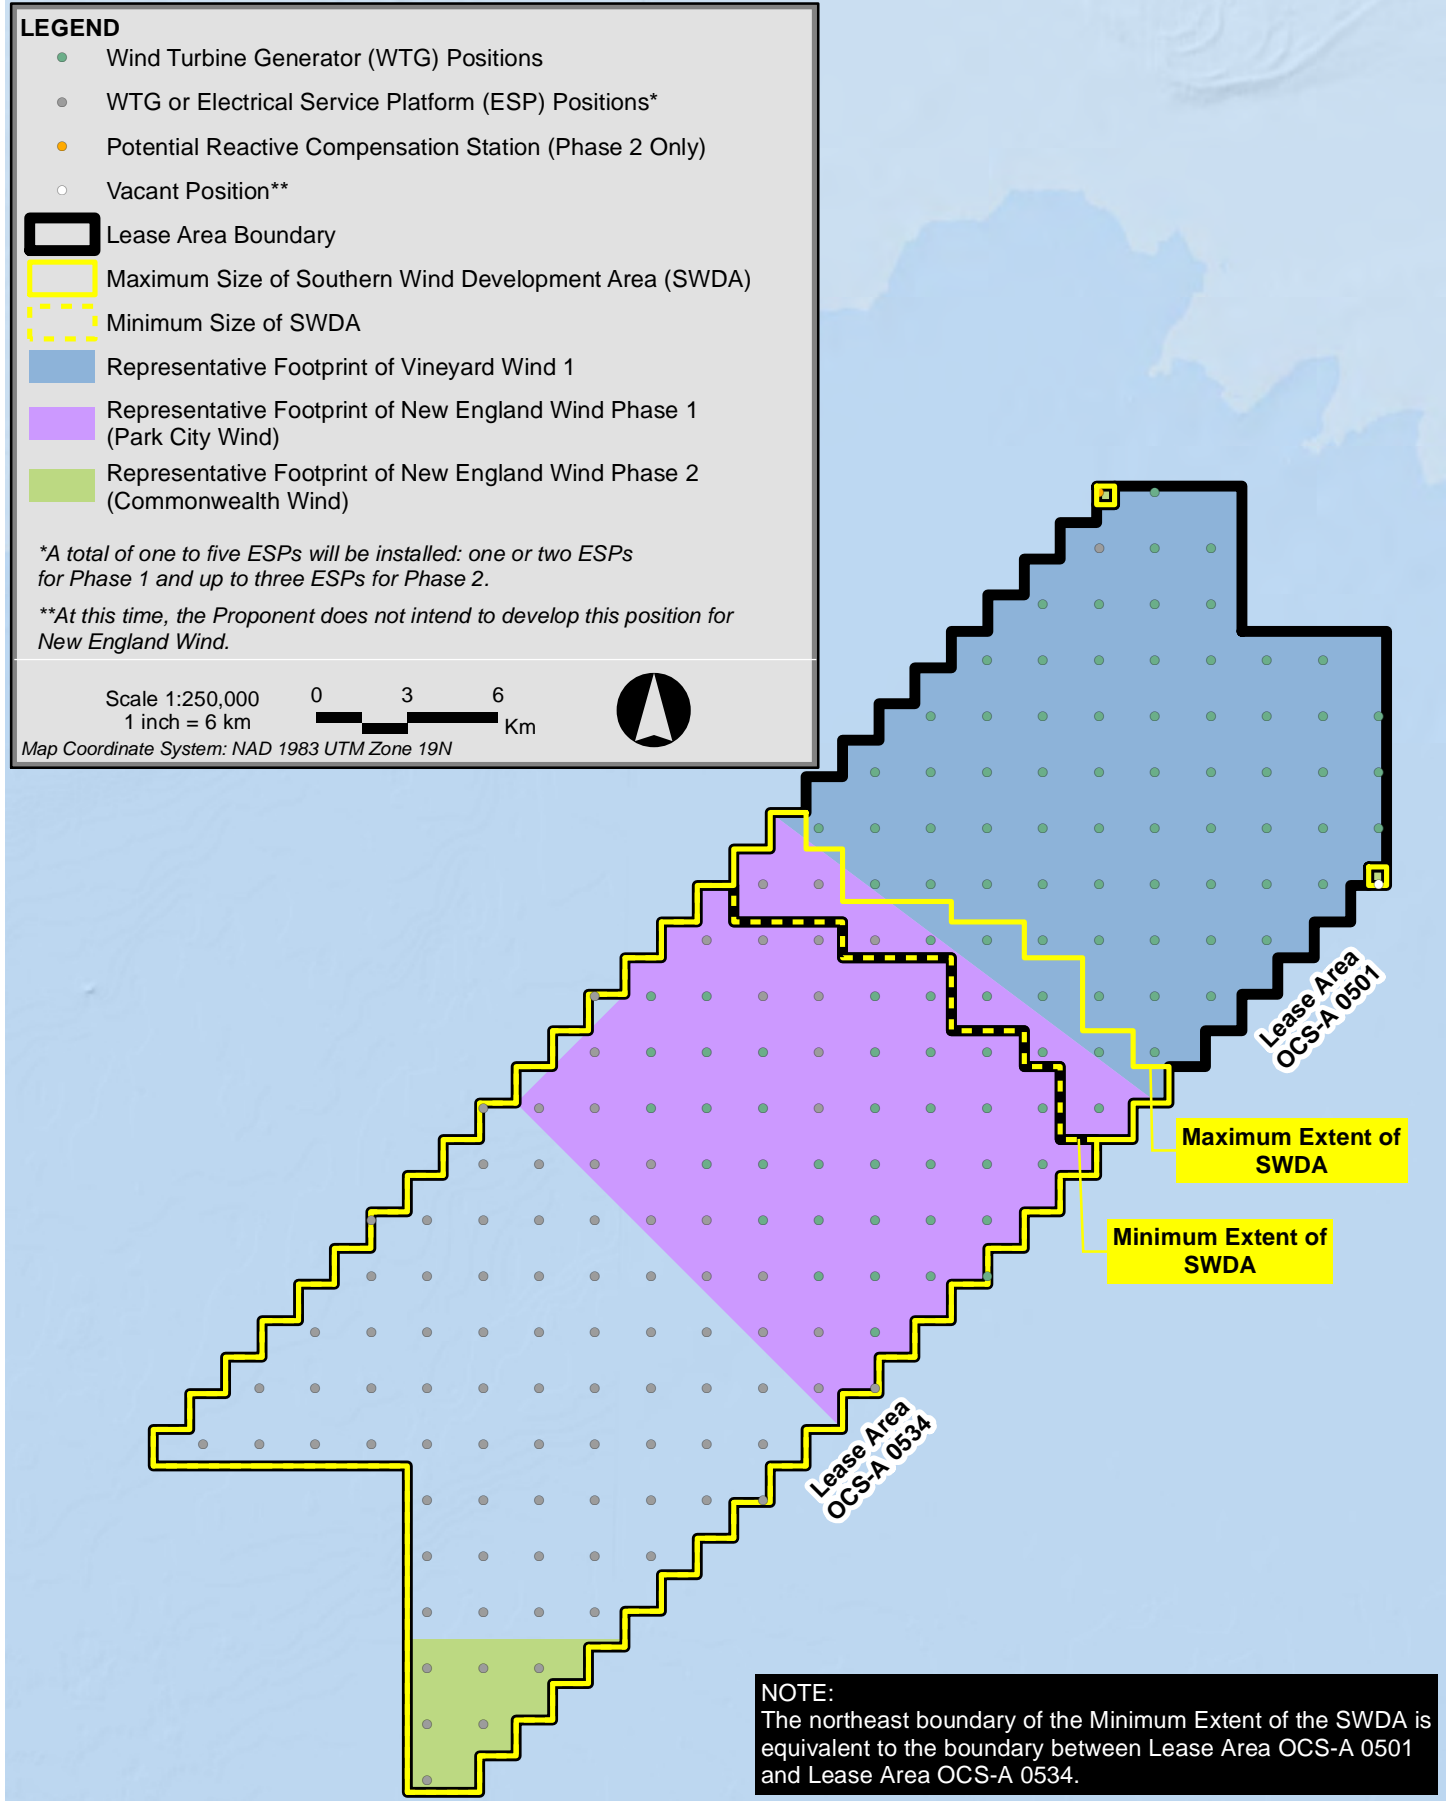 LEGEND
Wind Turbine Generator (WTG) Positions
WTG or Electrical Service Platform (ESP) Positions*
Potential Reactive Compensation Station (Phase 2 Only)
Vacant Position**
Lease Area Boundary
Maximum Size of Southern Wind Development Area (SWDA)
Minimum Size of SWDA
Representative Footprint of Vineyard Wind 1
Representative Footprint of New England Wind Phase 1
(Park City Wind)
Representative Footprint of New England Wind Phase 2
(Commonwealth Wind)
*A total of one to five ESPs will be installed: one or two ESPs
for Phase 1 and up to three ESPs for Phase 2.
**At this time, the Proponent does not intend to develop this position for
New England Wind.
Scale 1:250,000
1 inch = 6 km
0 3 6
Km
Map Coordinate System: NAD 1983 UTM Zone 19N
Lease Area
OCS-A 0501
Maximum Extent of
SWDA
Minimum Extent of
SWDA
Lease Area
OCS-A 0534
NOTE:
The northeast boundary of the Minimum Extent of the SWDA is
equivalent to the boundary between Lease Area OCS-A 0501
and Lease Area OCS-A 0534.